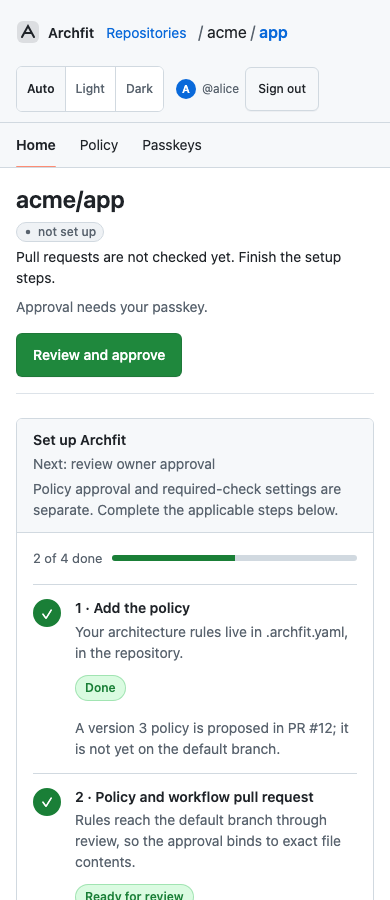 Archfit Repositories / acme / app
Auto Light Dark A @alice Sign out
Home Policy Passkeys
acme/app
not set up
Pull requests are not checked yet. Finish the setup
steps.
Approval needs your passkey.
Review and approve
Set up Archfit
Next: review owner approval
Policy approval and required-check settings are
separate. Complete the applicable steps below.
2 of 4 done
1 · Add the policy
Your architecture rules live in .archfit.yaml,
in the repository.
Done
A version 3 policy is proposed in PR #12; it
is not yet on the default branch.
2 · Policy and workflow pull request
Rules reach the default branch through
review, so the approval binds to exact file
contents.
Ready for review